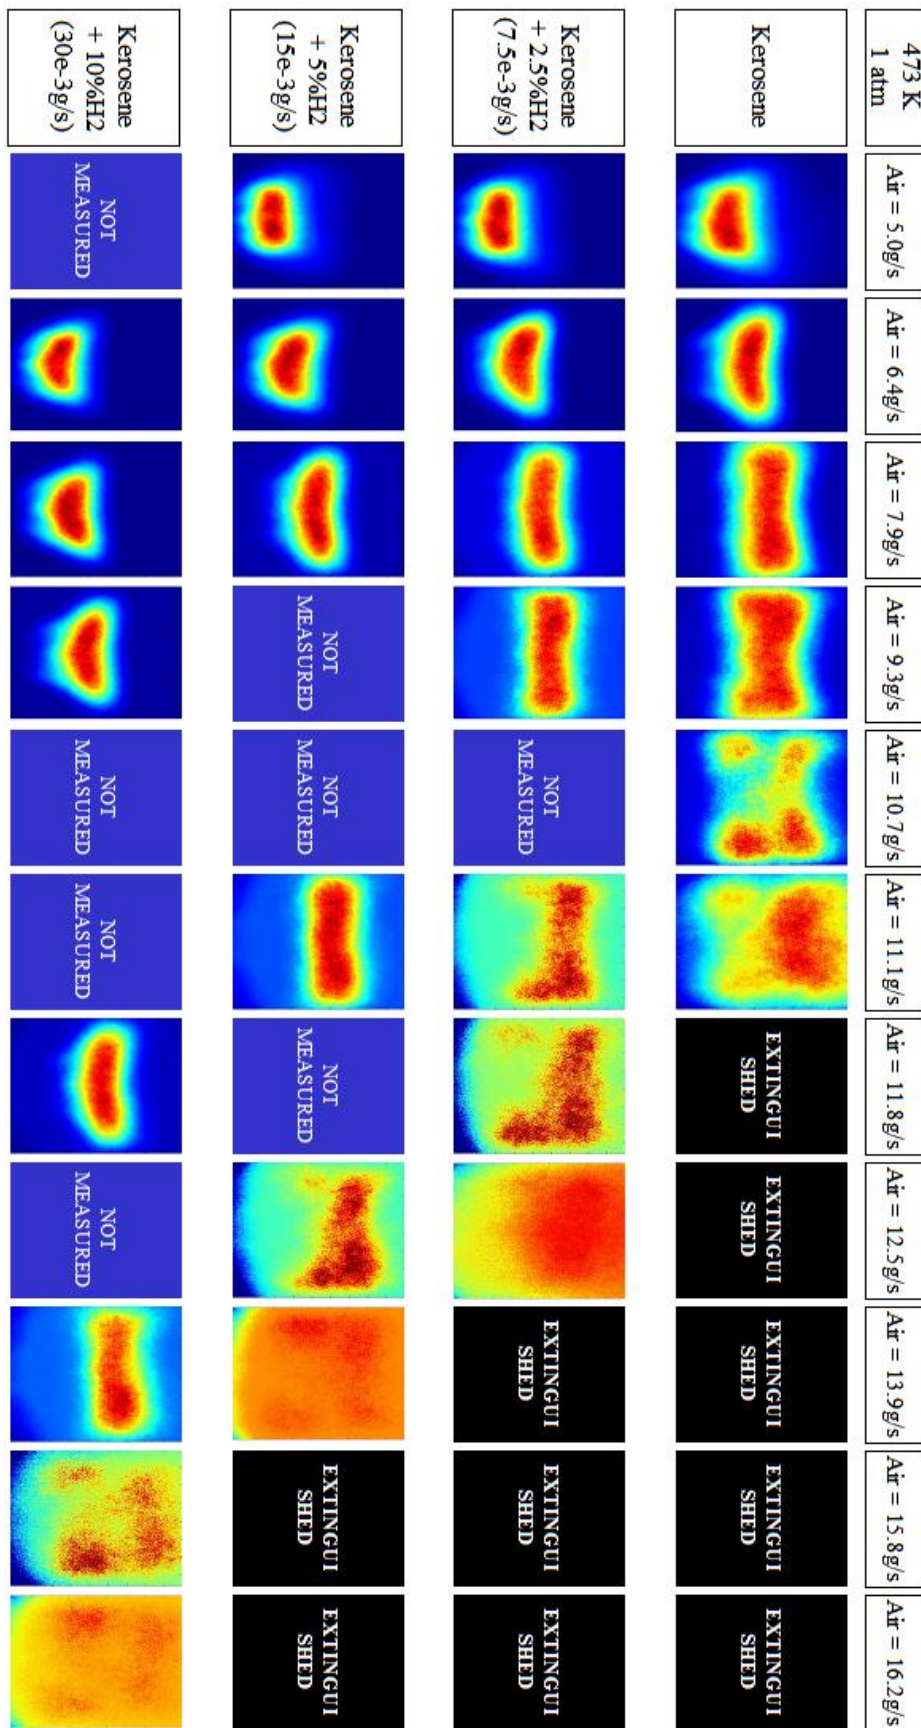 473 K
1 atm
Air = 5.0g/s
Air = 6.4g/s
Air = 7.9g/s
Air = 9.3g/s
Air = 10.7g/s
Air = 11.1g/s
Air = 11.8g/s
Air = 12.5g/s
Air = 13.9g/s
Air = 15.8g/s
Air = 16.2g/s
Kerosene
EXTINGUI
SHED
EXTINGUI
SHED
EXTINGUI
SHED
EXTINGUI
SHED
EXTINGUI
SHED
Kerosene
+ 2.5%H2
(7.5e-3g/s)
NOT
MEASURED
EXTINGUI
SHED
EXTINGUI
SHED
EXTINGUI
SHED
Kerosene
+ 5%H2
(15e-3g/s)
NOT
MEASURED
NOT
MEASURED
NOT
MEASURED
EXTINGUI
SHED
EXTINGUI
SHED
Kerosene
+ 10%H2
(30e-3g/s)
NOT
MEASURED
NOT
MEASURED
NOT
MEASURED
NOT
MEASURED